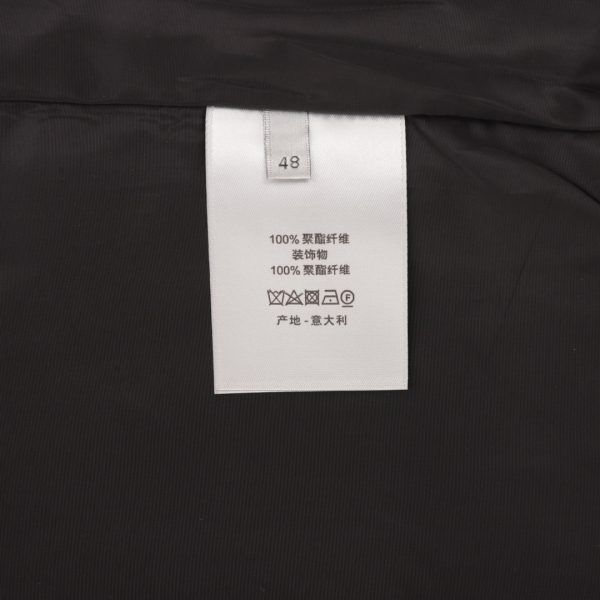 48
100% 聚酯纤维
装饰物
100% 聚酯纤维
F
产地 - 意大利